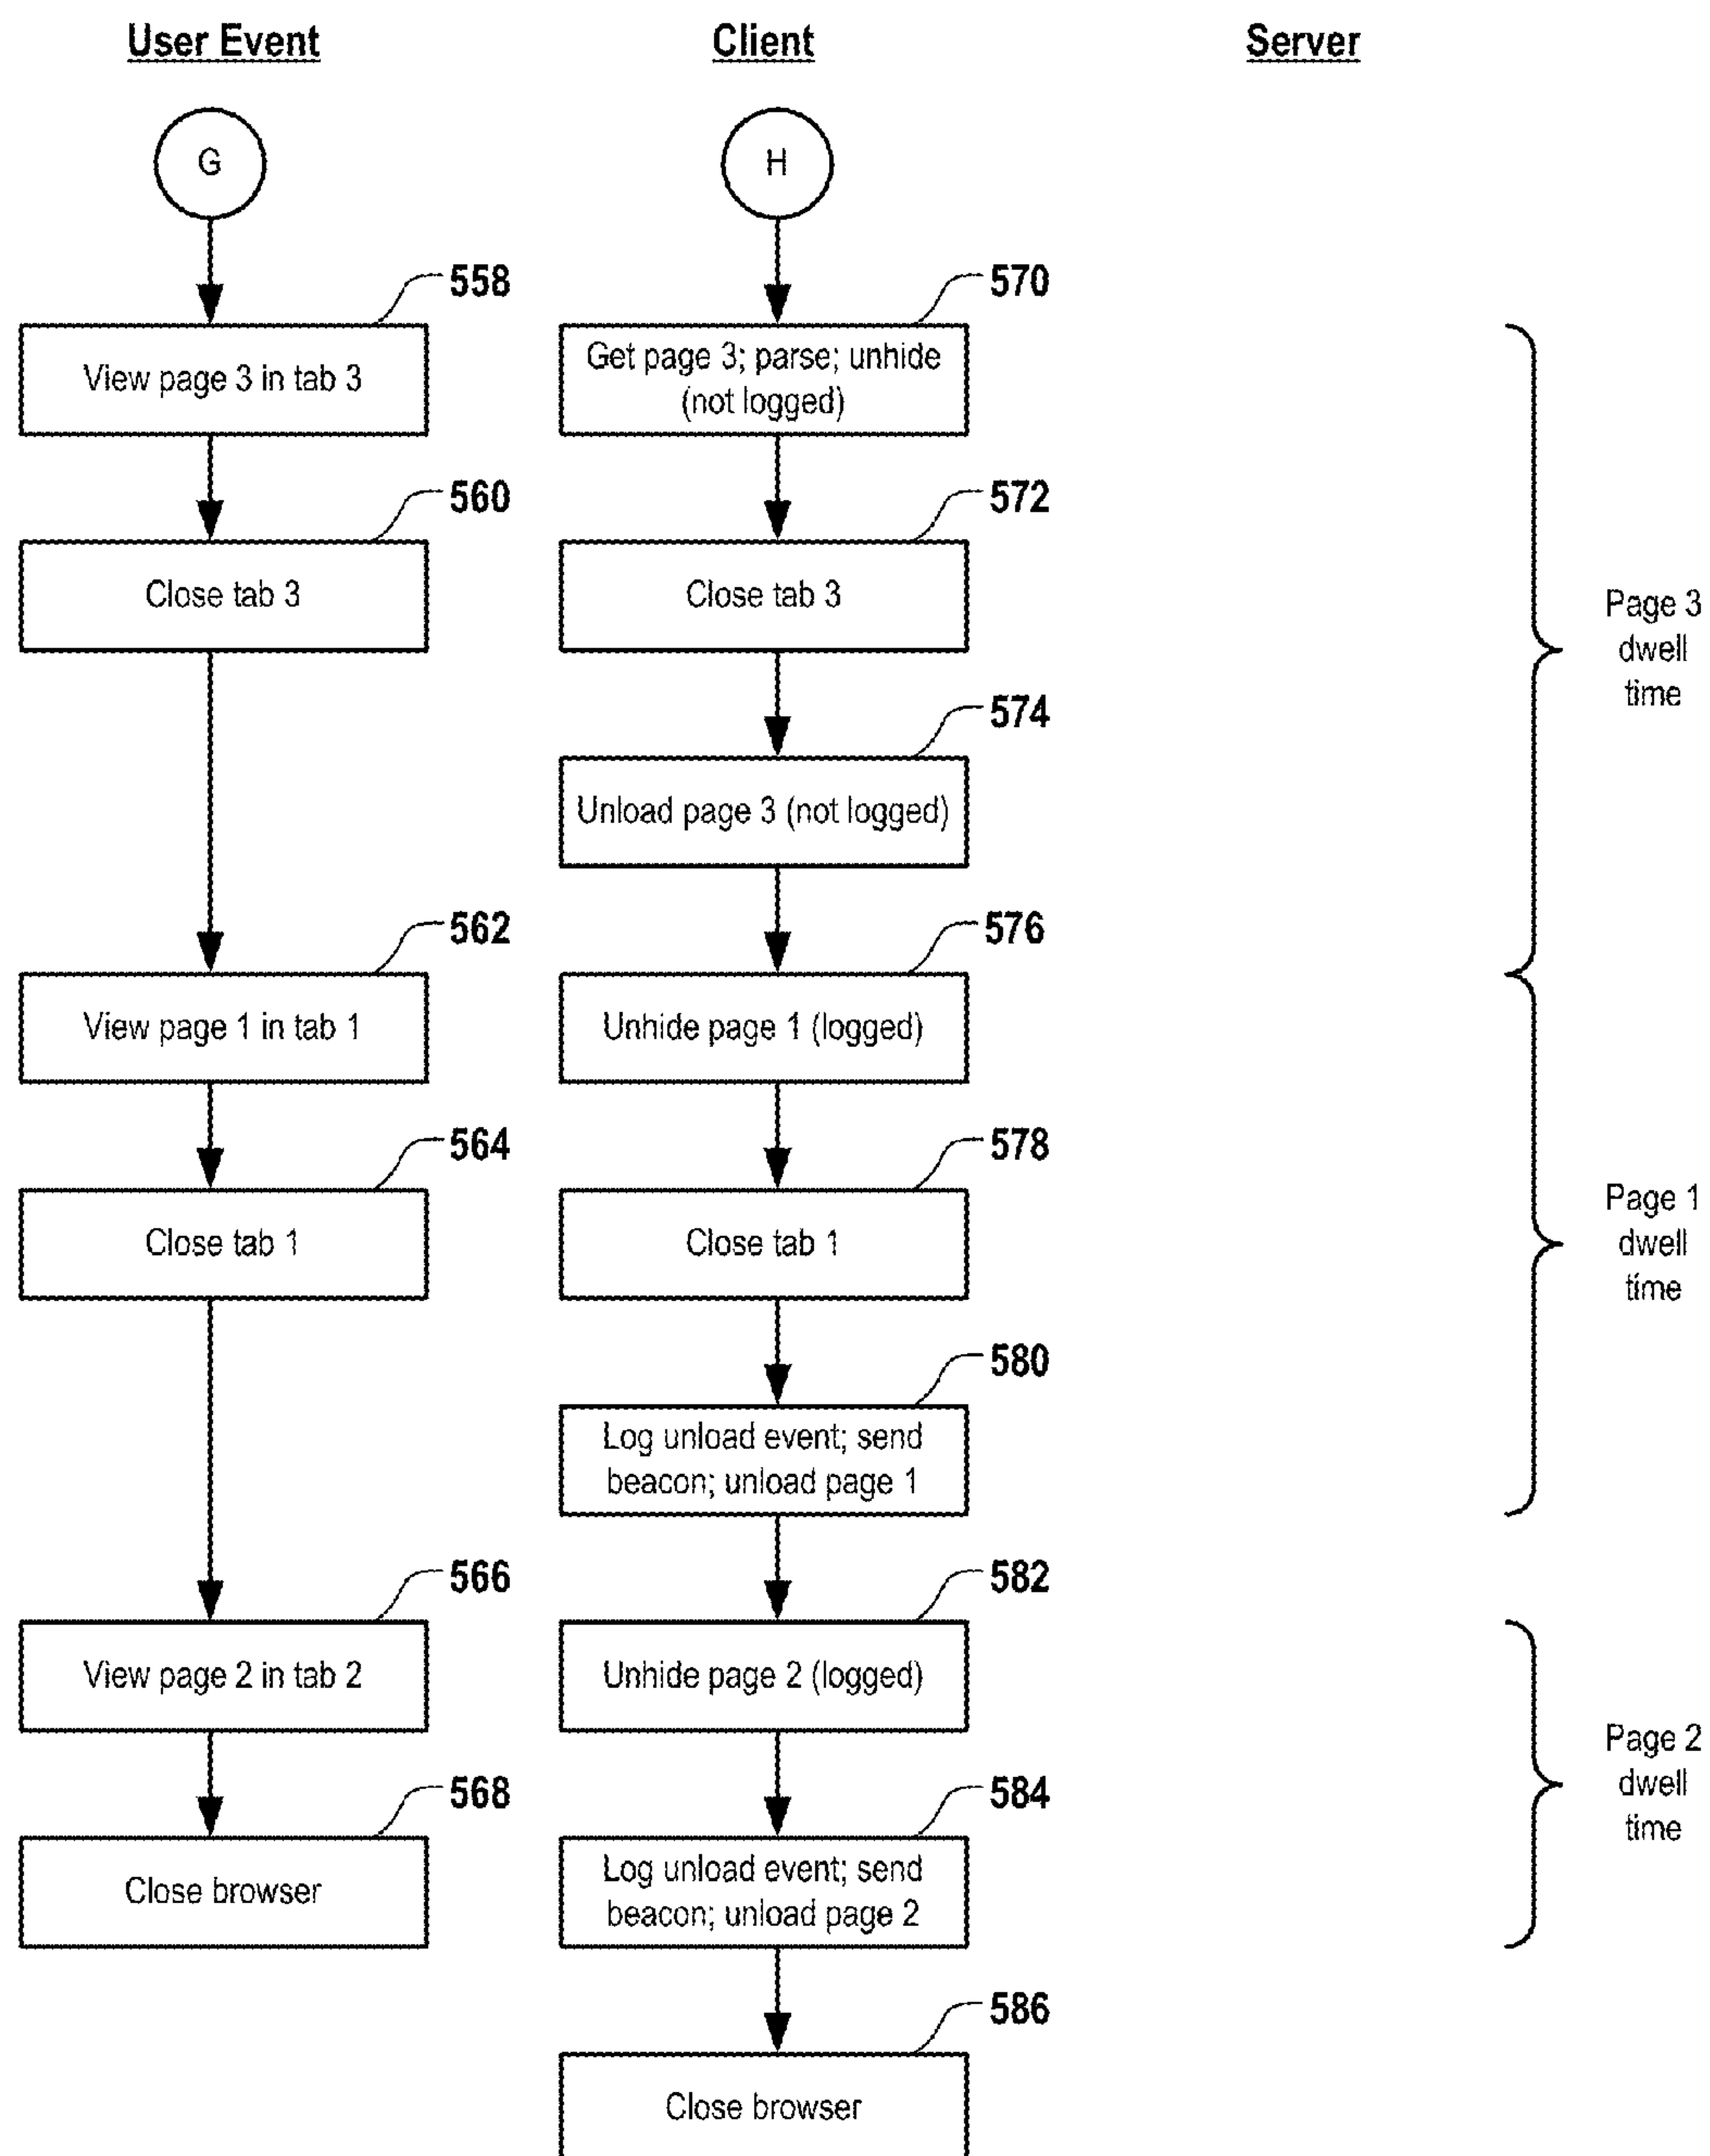 User Event
Client
Server
G
H
558
570
View page 3 in tab 3
Get page 3; parse; unhide
(not logged)
560
572
Close tab 3
Close tab 3
Page 3
dwell
time
574
Unload page 3 (not logged)
562
576
View page 1 in tab 1
Unhide page 1 (logged)
564
578
Close tab 1
Close tab 1
Page 1
dwell
time
580
Log unload event; send
beacon; unload page 1
566
582
View page 2 in tab 2
Unhide page 2 (logged)
Page 2
dwell
time
568
584
Close browser
Log unload event; send
beacon; unload page 2
586
Close browser